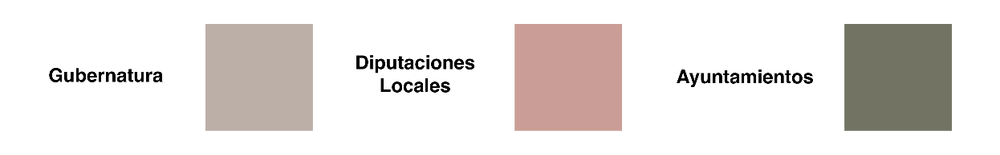 Gubernatura
Diputaciones
Locales
Ayuntamientos